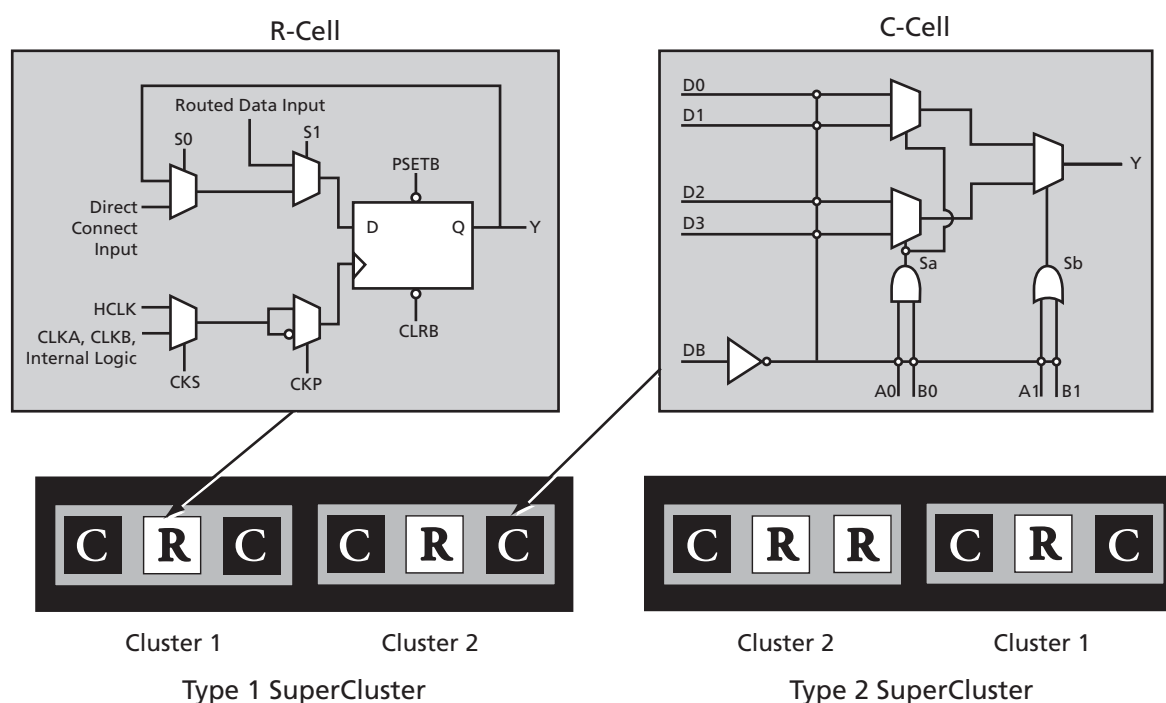 R-Cell
Routed Data Input
S0
S1
PSETB
Direct
Connect
Input
D
Q
Y
HCLK
CLKA, CLKB,
Internal Logic
CKS
CKP
CLRB
C-Cell
D0
D1
D2
D3
Y
Sa
Sb
DB
A0
B0
A1
B1
C R C
C R C
C R R
C R C
Cluster 1
Cluster 2
Cluster 2
Cluster 1
Type 1 SuperCluster
Type 2 SuperCluster